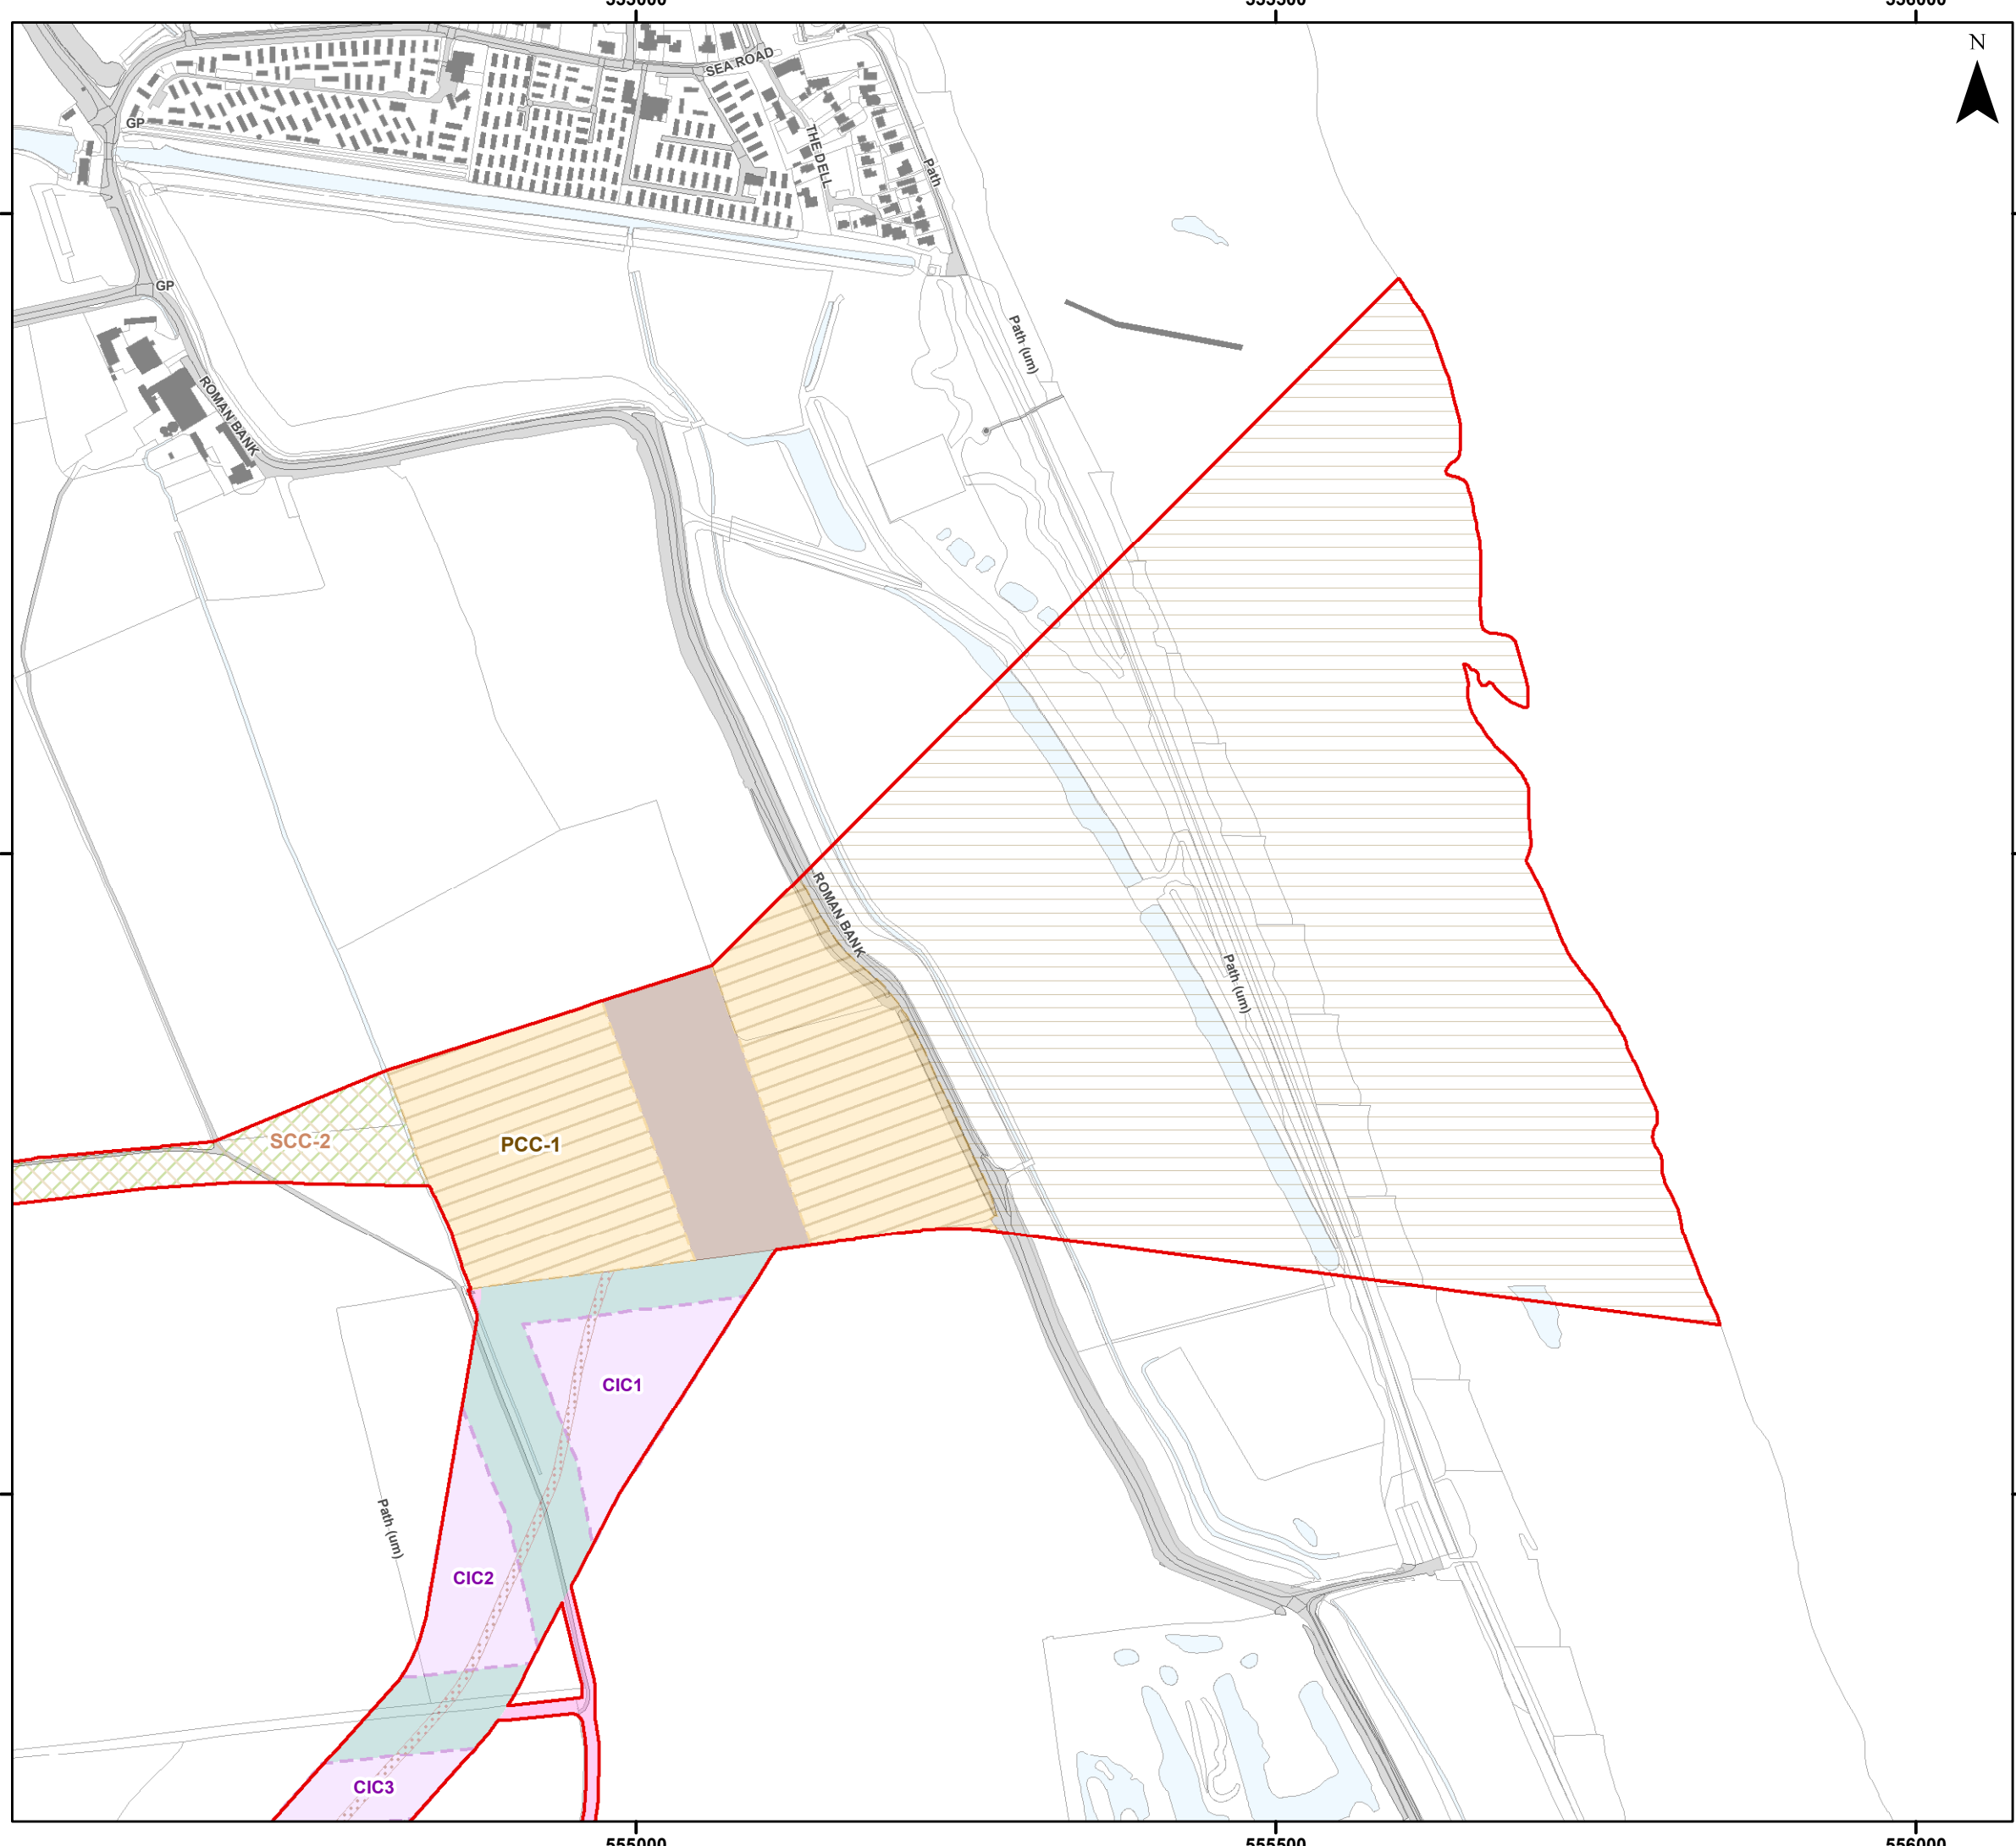 555000
555500
556000
N
SEA ROAD
GP
THE DELL
Path
GP
Path (um)
ROMAN BANK
ROMAN BANK
Path (um)
SCC-2
PCC-1
CIC1
Path (um)
CIC2
CIC3
555000
555500
556000